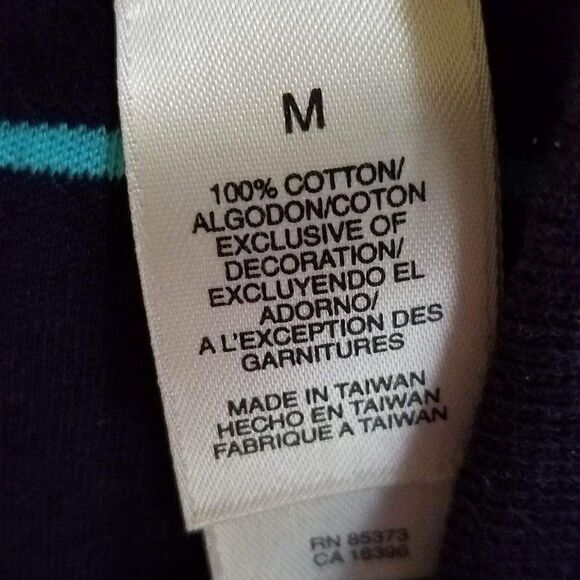 M
100% COTTON/
ALGODON/COTON
EXCLUSIVE OF
DECORATION/
EXCLUYENDO EL
ADORNO/
A L'EXCEPTION DES
GARNITURES
MADE IN TAIWAN
HECHO EN TAIWAN
FABRIQUE A TAIWAN
RN 85373
CA 16396